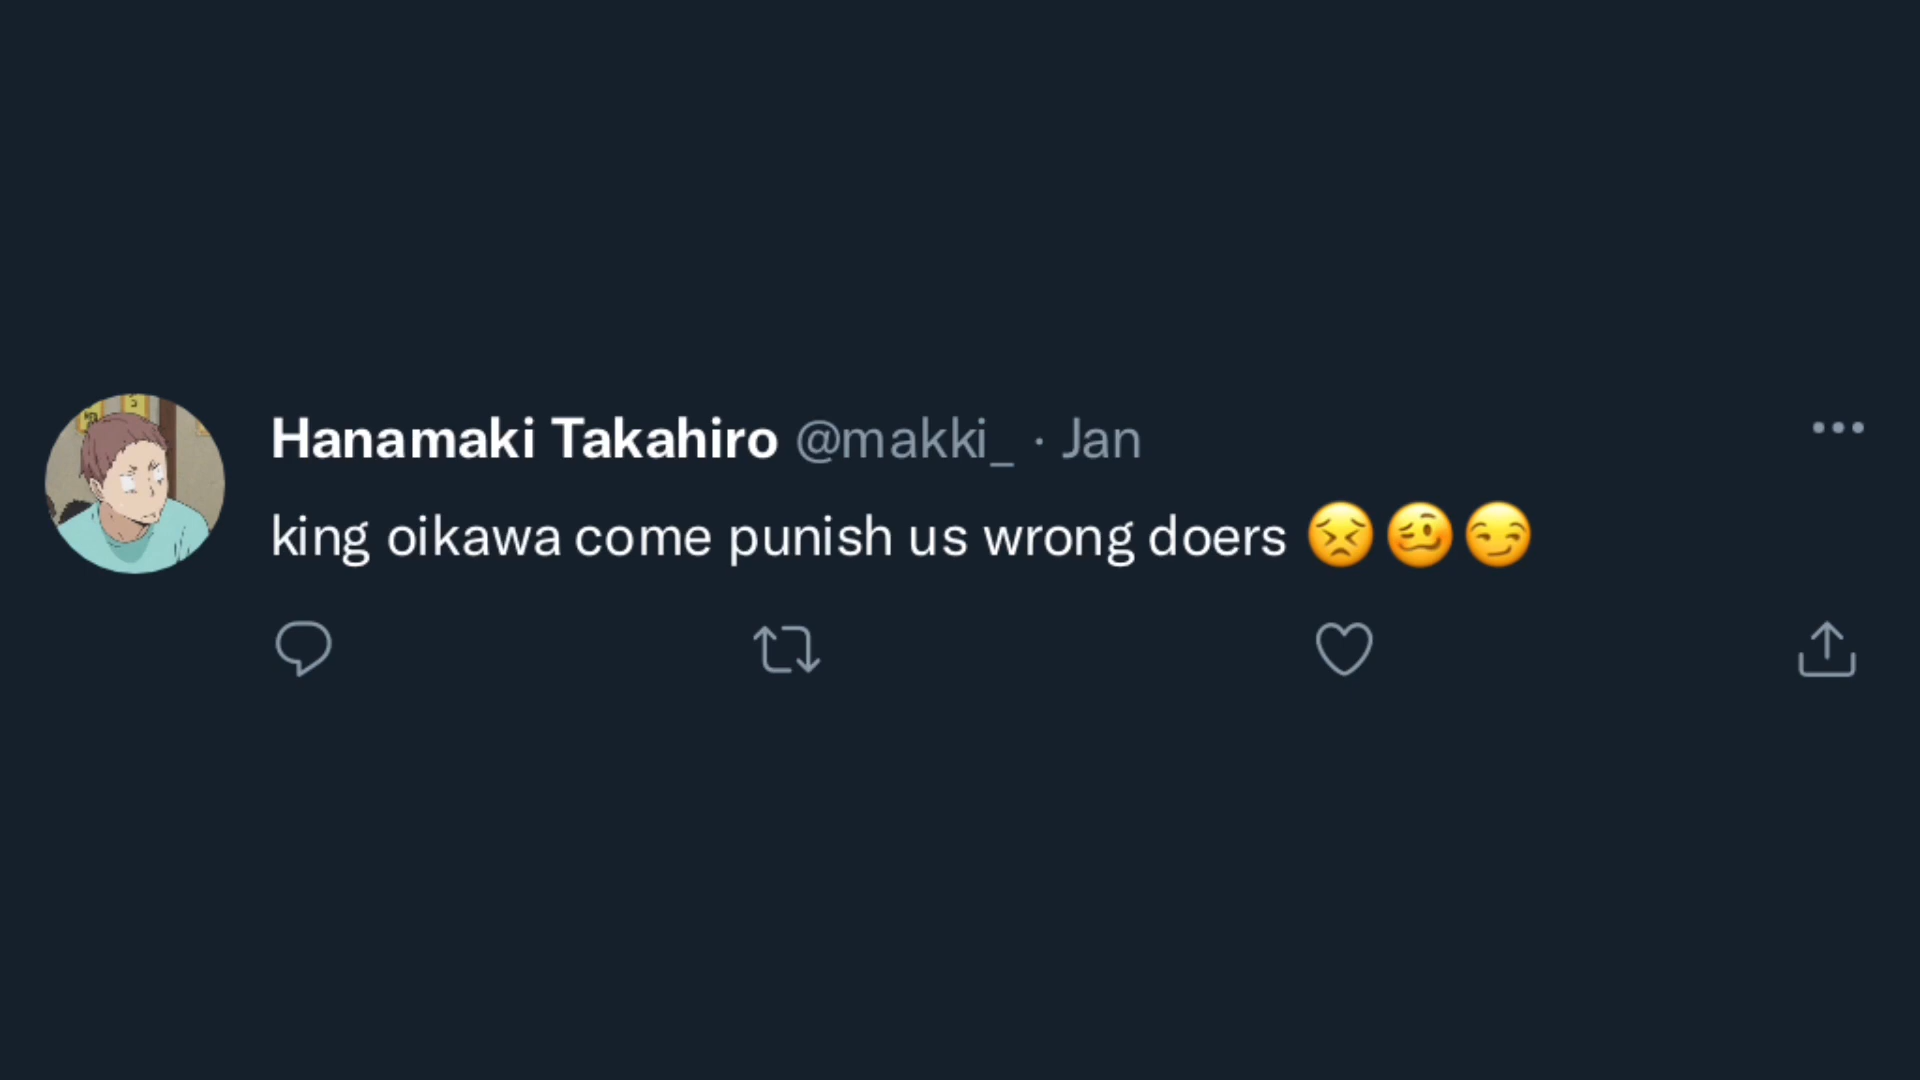 Hanamaki Takahiro @makki_ · Jan
king oikawa come punish us wrong doers 😣🥴😏